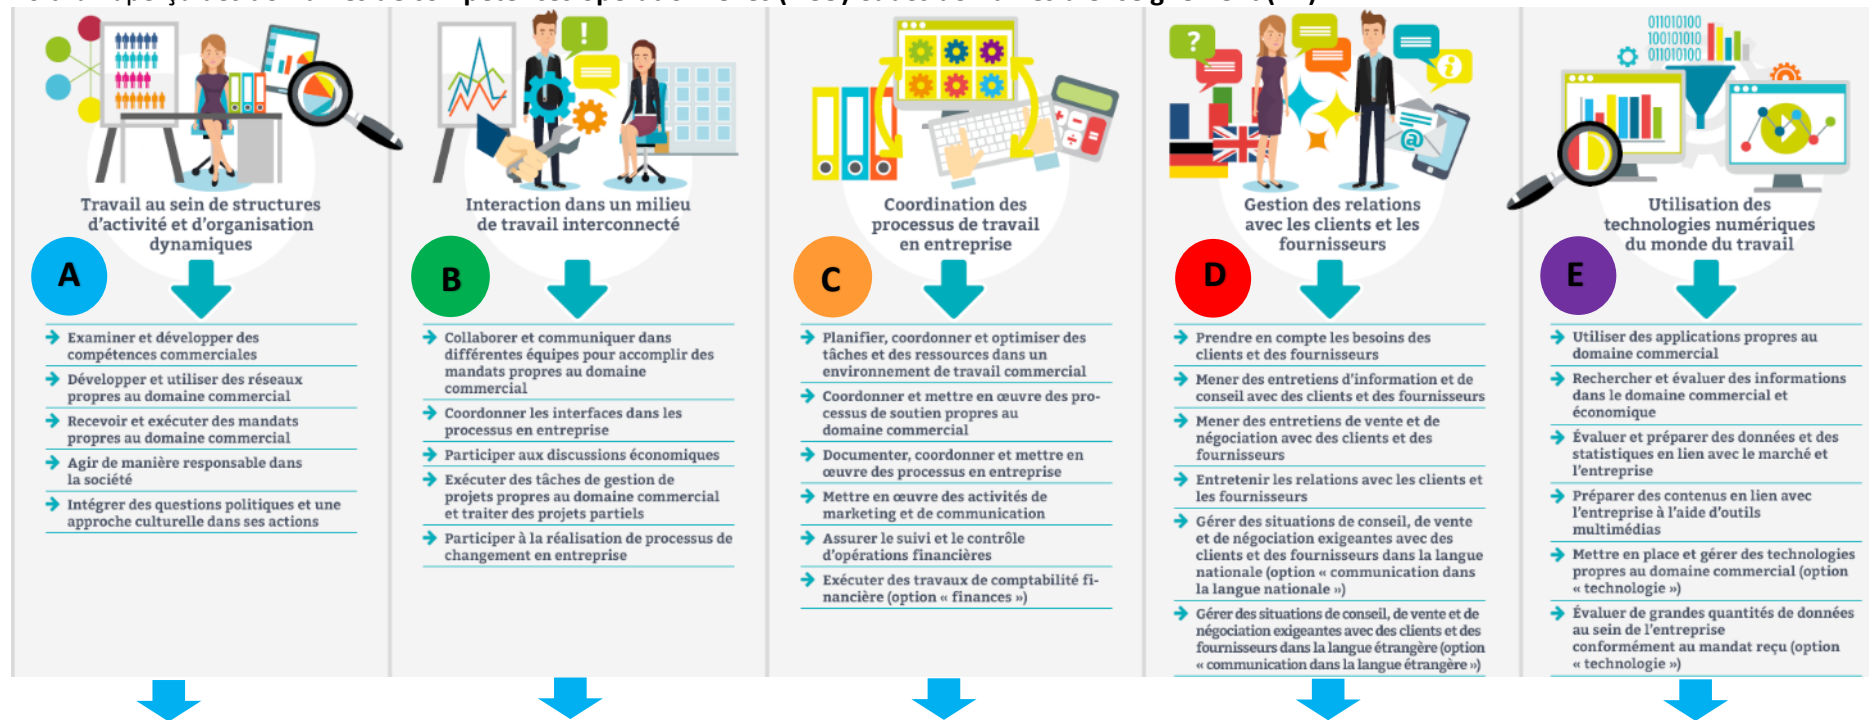 011010100
100101010
011010100
Travail au sein de structures
d'activité et d'organisation
dynamiques
A
Examiner et développer des
compétences commerciales
Développer et utiliser des réseaux
propres au domaine commercial
Recevoir et exécuter des mandats
propres au domaine commercial
Agir de manière responsable dans
la société
Intégrer des questions politiques et une
approche culturelle dans ses actions
Interaction dans un milieu
de travail interconnecté
B
Collaborer et communiquer dans
différentes équipes pour accomplir des
mandats propres au domaine
commercial
Coordonner les interfaces dans les
processus en entreprise
Participer aux discussions économiques
Exécuter des tâches de gestion de
projets propres au domaine commercial
et traiter des projets partiels
Participer à la réalisation de processus de
changement en entreprise
Coordination des
processus de travail
en entreprise
C
Planifier, coordonner et optimiser des
tâches et des ressources dans un
environnement de travail commercial
Coordonner et mettre en œuvre des pro-
cessus de soutien propres au
domaine commercial
Documenter, coordonner et mettre en
œuvre des processus en entreprise
Mettre en œuvre des activités de
marketing et de communication
Assurer le suivi et le contrôle
d'opérations financières
Exécuter des travaux de comptabilité fi-
nancière (option « finances »)
Gestion des relations
avec les clients et les
fournisseurs
D
Prendre en compte les besoins des
clients et des fournisseurs
Mener des entretiens d'information et de
conseil avec des clients et des fournisseurs
Mener des entretiens de vente et de
négociation avec des clients et des
fournisseurs
Entretenir les relations avec les clients et
les fournisseurs
Gérer des situations de conseil, de vente
et de négociation exigeantes avec des
clients et des fournisseurs dans la langue
nationale (option « communication dans
la langue nationale »)
Gérer des situations de conseil, de vente et de
négociation exigeantes avec des clients et des
fournisseurs dans la langue étrangère (option
« communication dans la langue étrangère »)
Utilisation des
technologies numériques
du monde du travail
E
Utiliser des applications propres au
domaine commercial
Rechercher et évaluer des informations
dans le domaine commercial et
économique
Évaluer et préparer des données et des
statistiques en lien avec le marché et
l'entreprise
Préparer des contenus en lien avec
l'entreprise à l'aide d'outils
multimédias
Mettre en place et gérer des technologies
propres au domaine commercial (option
« technologie »)
Évaluer de grandes quantités de données
au sein de l'entreprise
conformément au mandat reçu (option
« technologie »)